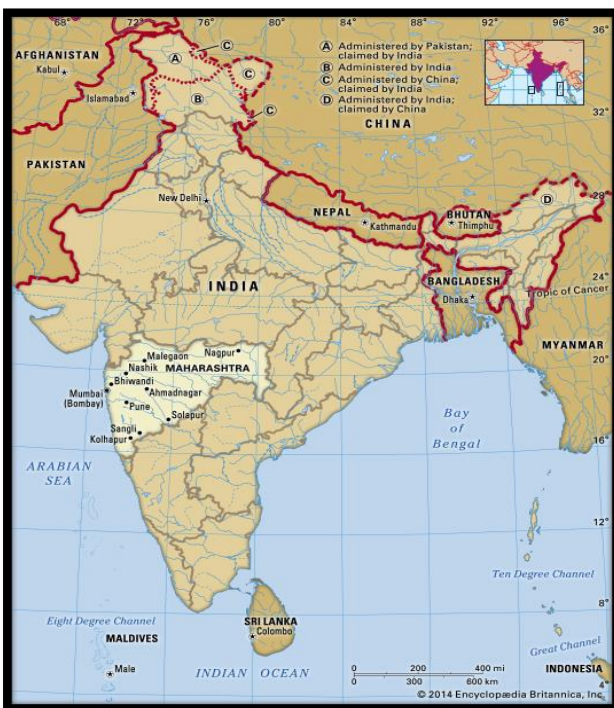 72° 76° 80° 84° 88° 92° 96° 36°
AFGHANISTAN
Kabul
Islamabad
PAKISTAN
A
B
C
C
C
D
A Administered by Pakistan;
claimed by India
B Administered by India
C Administered by China;
claimed by India
D Administered by India;
claimed by China
CHINA
32°
28°
24°
20°
16°
12°
8°
4°
New Delhi
NEPAL
Kathmandu
BHUTAN
Thimphu
INDIA
BANGLADESH
Dhaka
Tropic of Cancer
MYANMAR
Malegaon
Nagpur
Nashik
MAHARASHTRA
Bhiwandi
Mumbai
(Bombay)
Ahmadnagar
Pune
Solapur
Sangli
Kolhapur
ARABIAN
SEA
Bay
of
Bengal
Ten Degree Channel
Eight Degree Channel
MALDIVES
Male
SRI LANKA
Colombo
Great Channel
INDIAN OCEAN
INDONESIA
0 200 400 mi
0 300 600 km
© 2014 Encyclopædia Britannica, Inc.